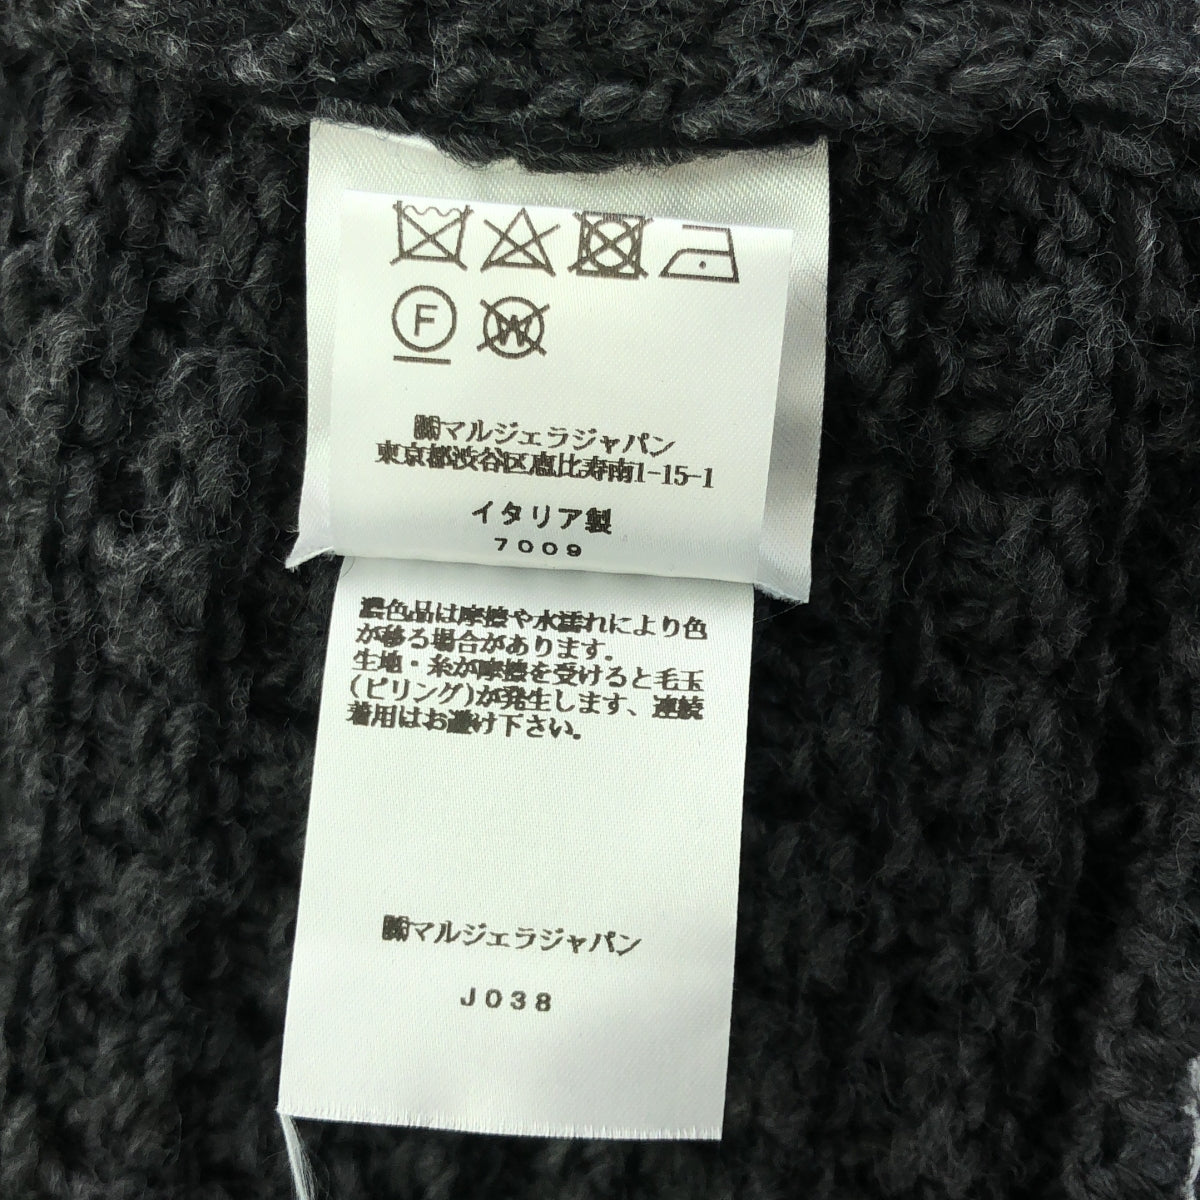 F
W
㈱マルジェラジャパン
東京都渋谷区恵比寿南1-15-1
イタリア製
7009
濃色品は摩擦や水濡れにより色
が移る場合があります。
生地・糸が摩擦を受けると毛玉
(ピリング)が発生します、連続
着用はお避け下さい。
㈱マルジェラジャパン
J038